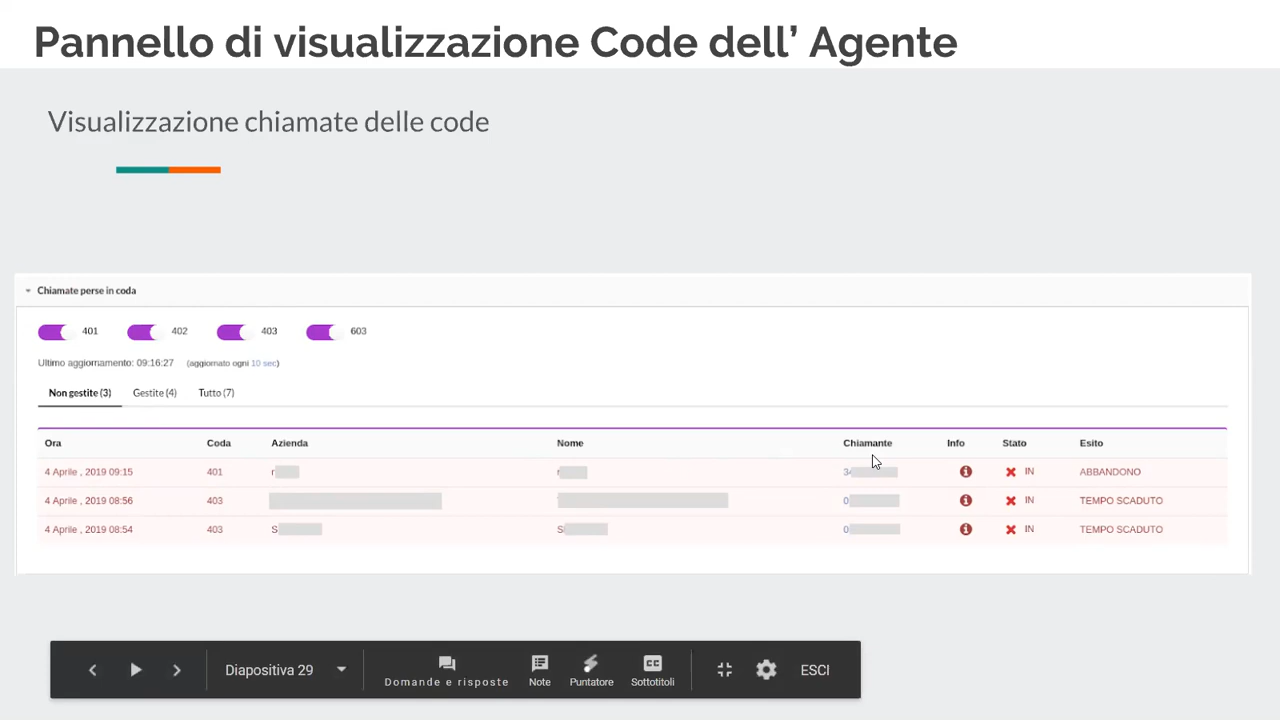 Pannello di visualizzazione Code dell’ Agente
Visualizzazione chiamate delle code
Chiamate perse in coda
401 402 403 603
Ultimo aggiornamento: 09:16:27 (aggiornato ogni 10 sec)
Non gestite (3) Gestite (4) Tutto (7)
Ora Coda Azienda Nome Chiamante Info Stato Esito
4 Aprile , 2019 09:15 401 r r 34 IN ABBANDONO
4 Aprile , 2019 08:56 403 0 IN TEMPO SCADUTO
4 Aprile , 2019 08:54 403 S S 0 IN TEMPO SCADUTO
Diapositiva 29 Domande e risposte Note Puntatore CC Sottotitoli ESCI